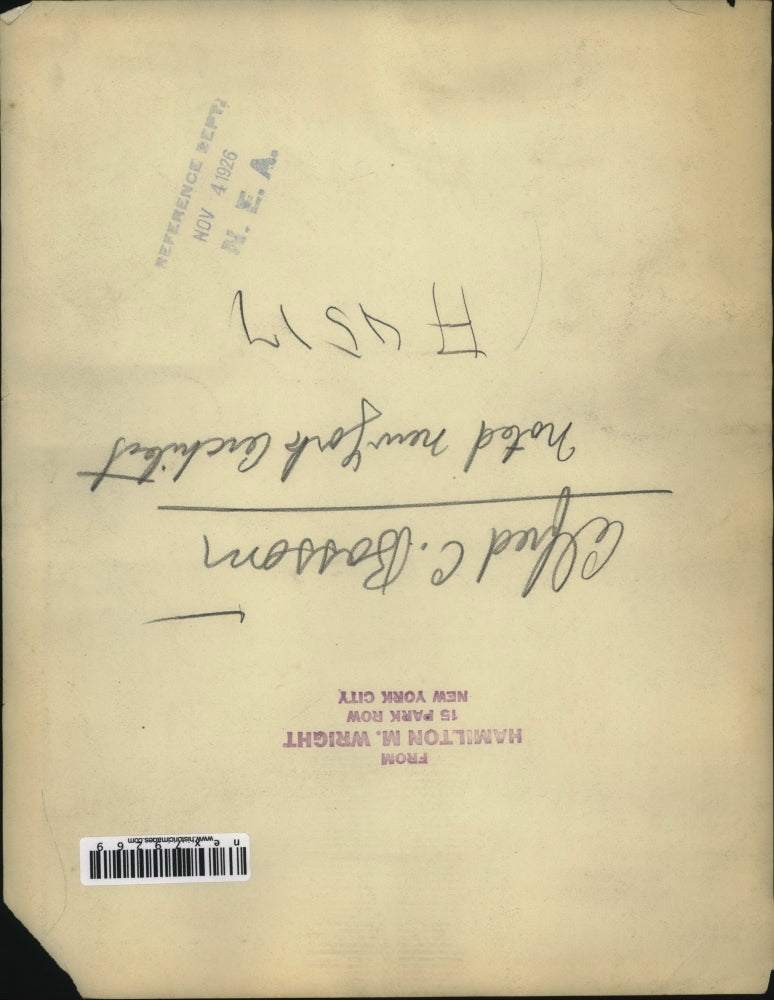 n e x 7 9 2 6 9
www.historicimages.com
FROM
HAMILTON M. WRIGHT
15 PARK ROW
NEW YORK CITY
Alfred C. Bossom
noted new York Architect
REFERENCE DEPT.
NOV 4 1926
N. E. A.